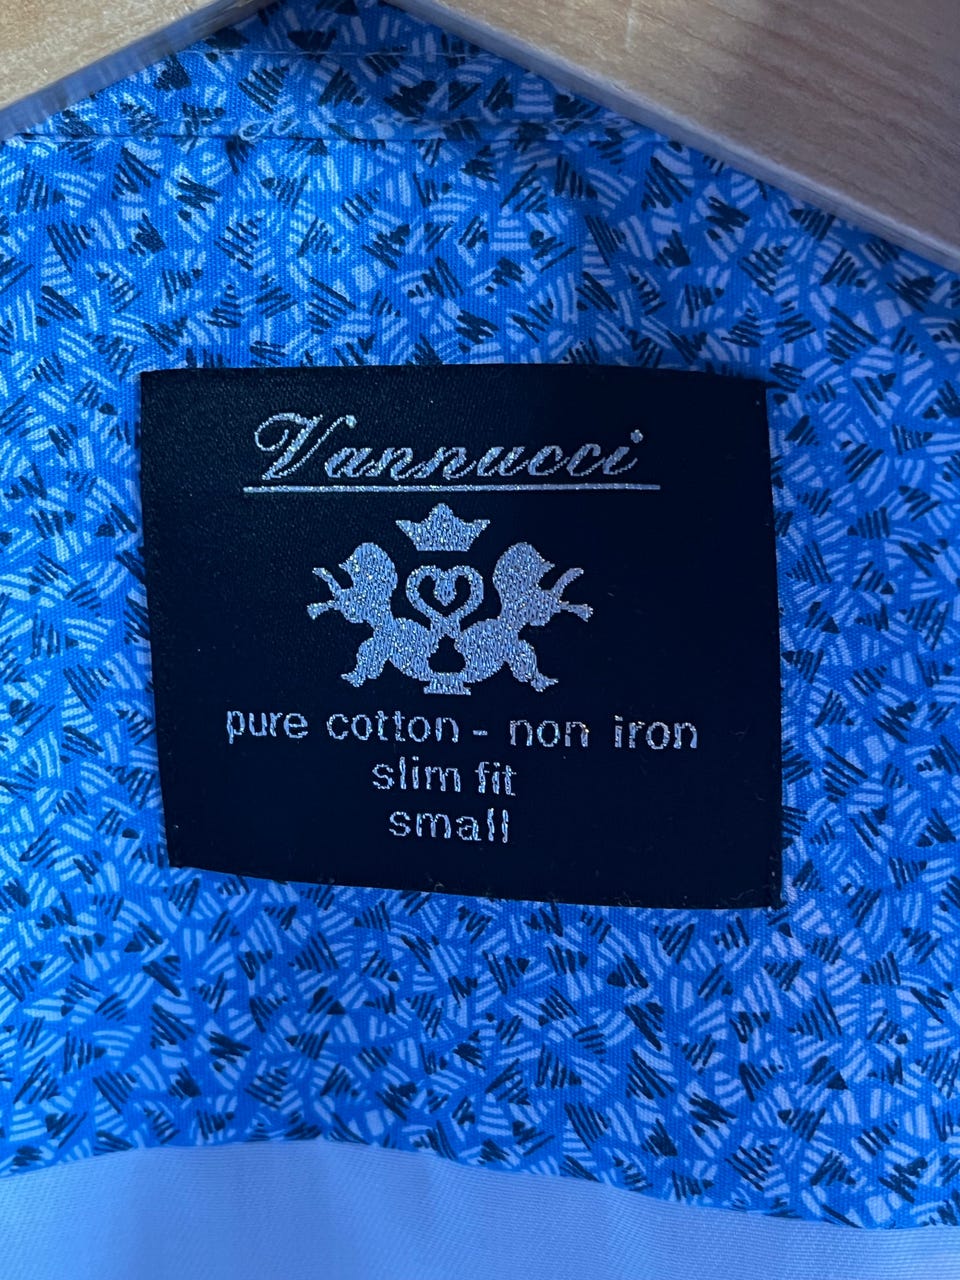 Vannucci
pure cotton - non iron
slim fit
small